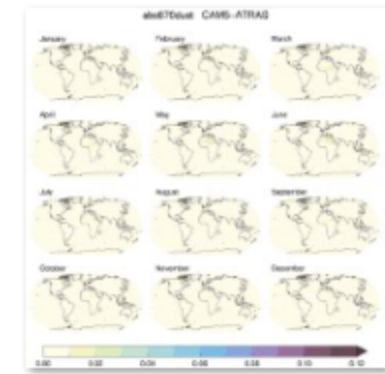 abs870dust CAM5-ATRAS
January February March
April May June
July August September
October November December
0.00 0.02 0.04 0.06 0.08 0.10 0.12